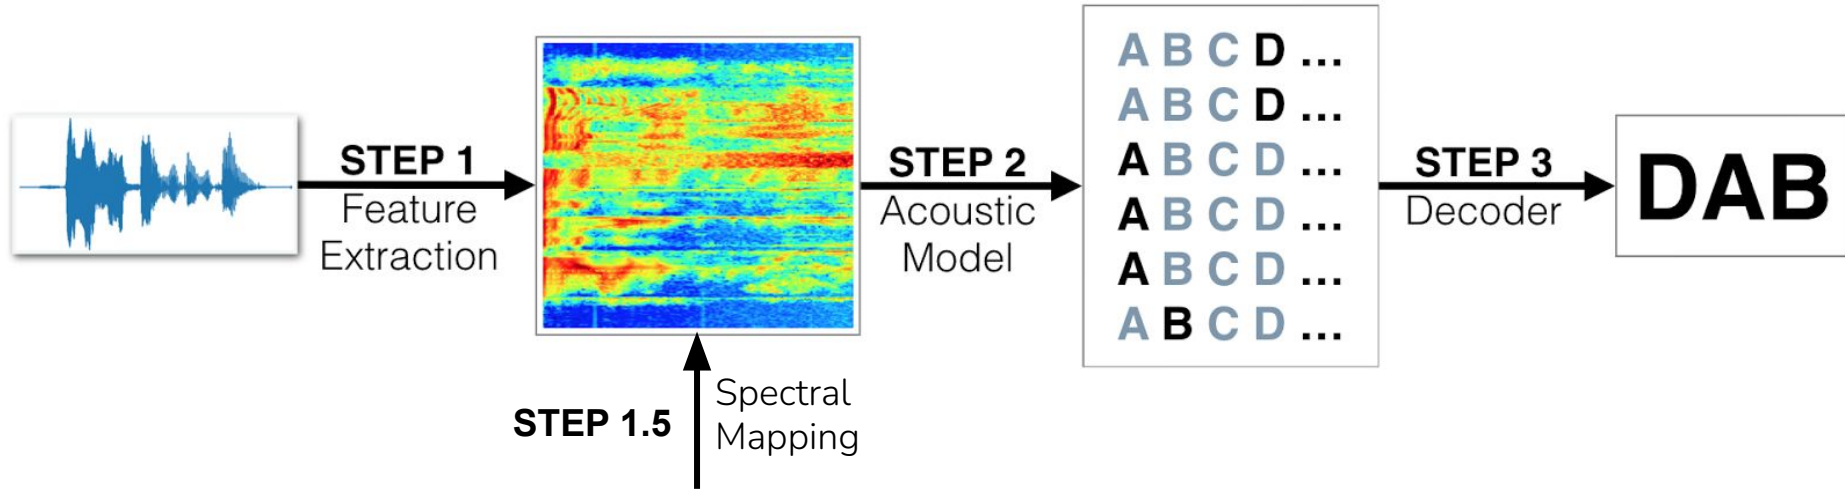 STEP 1
Feature
Extraction
STEP 1.5
Spectral
Mapping
STEP 2
Acoustic
Model
A B C D ...
A B C D ...
A B C D ...
A B C D ...
A B C D ...
A B C D ...
STEP 3
Decoder
DAB